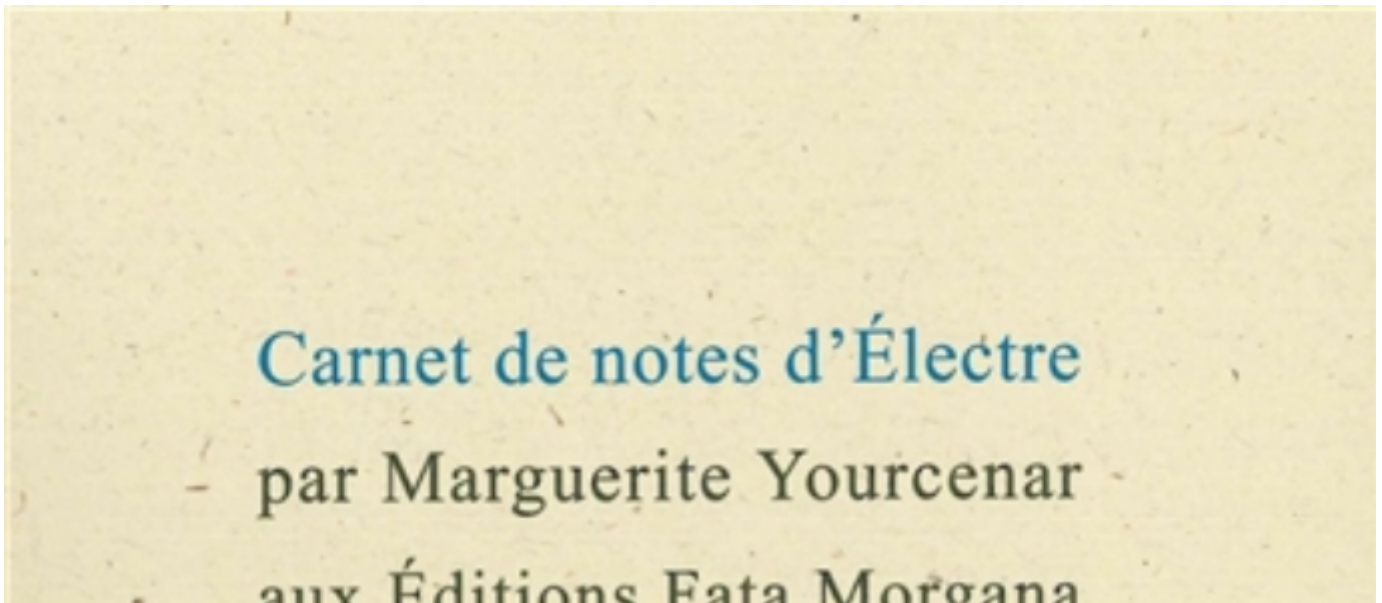 Carnet de notes d’Électre
par Marguerite Yourcenar
aux Éditions Fata Morgana